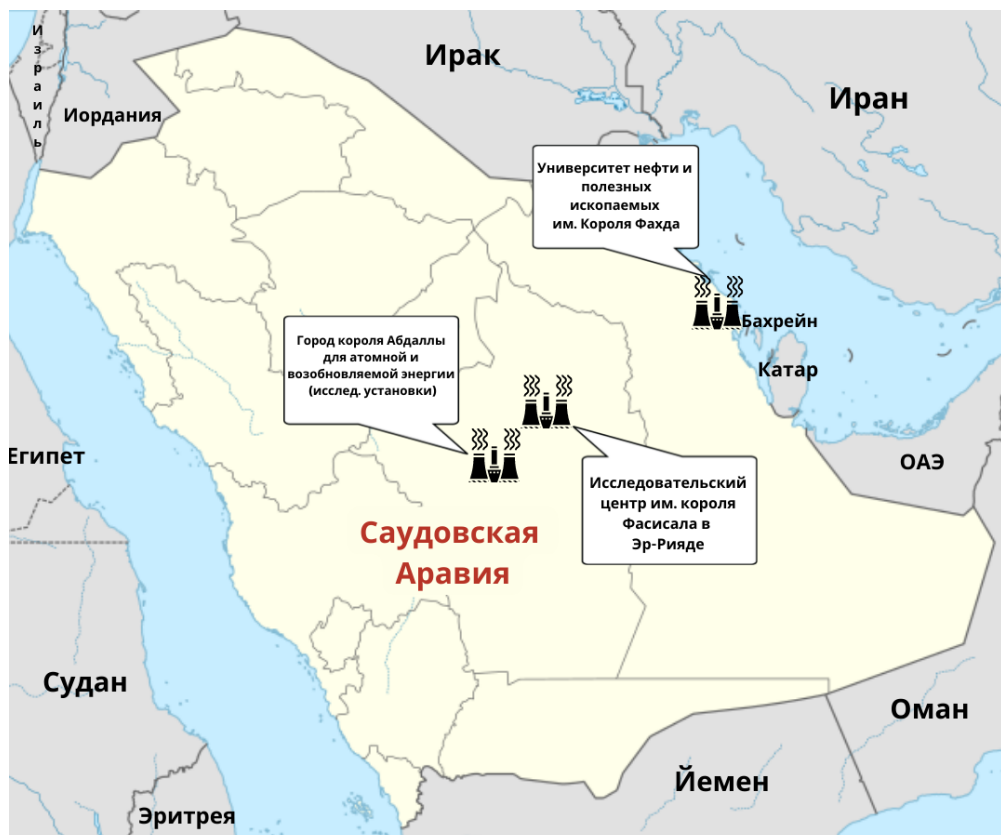 И
з
р
а
и
л
ь
Ирак
Иран
Иордания
Университет нефти и
полезных
ископаемых
им. Короля Фахда
Бахрейн
Катар
Город короля Абдаллы
для атомной и
возобновляемой энергии
(исслед. установки)
Египет
ОАЭ
Исследовательский
центр им. короля
Фасисала в
Эр-Рияде
Саудовская
Аравия
Судан
Оман
Йемен
Эритрея